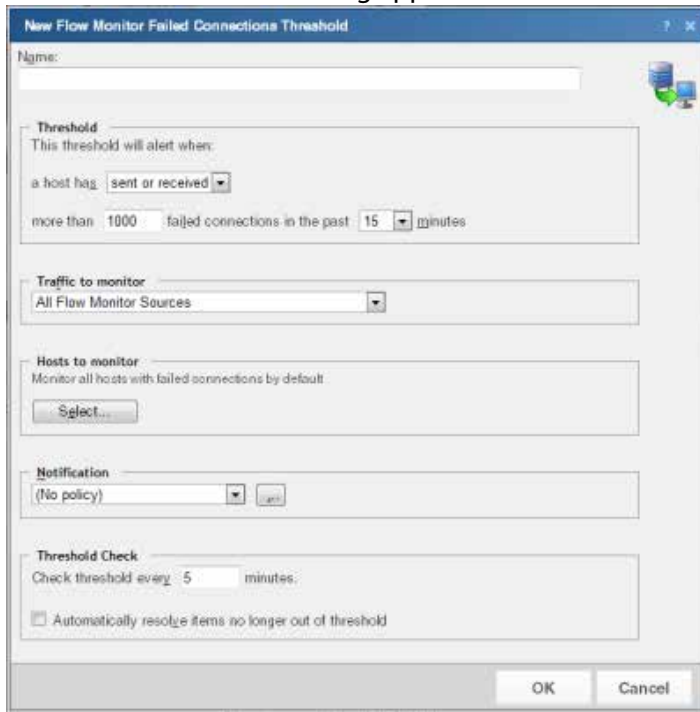 New Flow Monitor Failed Connections Threshold ? ×
Name:
Threshold
This threshold will alert when:
a host has sent or received
more than 1000 failed connections in the past 15 minutes
Traffic to monitor
All Flow Monitor Sources
Hosts to monitor
Monitor all hosts with failed connections by default
Select...
Notification
(No policy) ...
Threshold Check
Check threshold every 5 minutes.
Automatically resolve items no longer out of threshold
OK Cancel